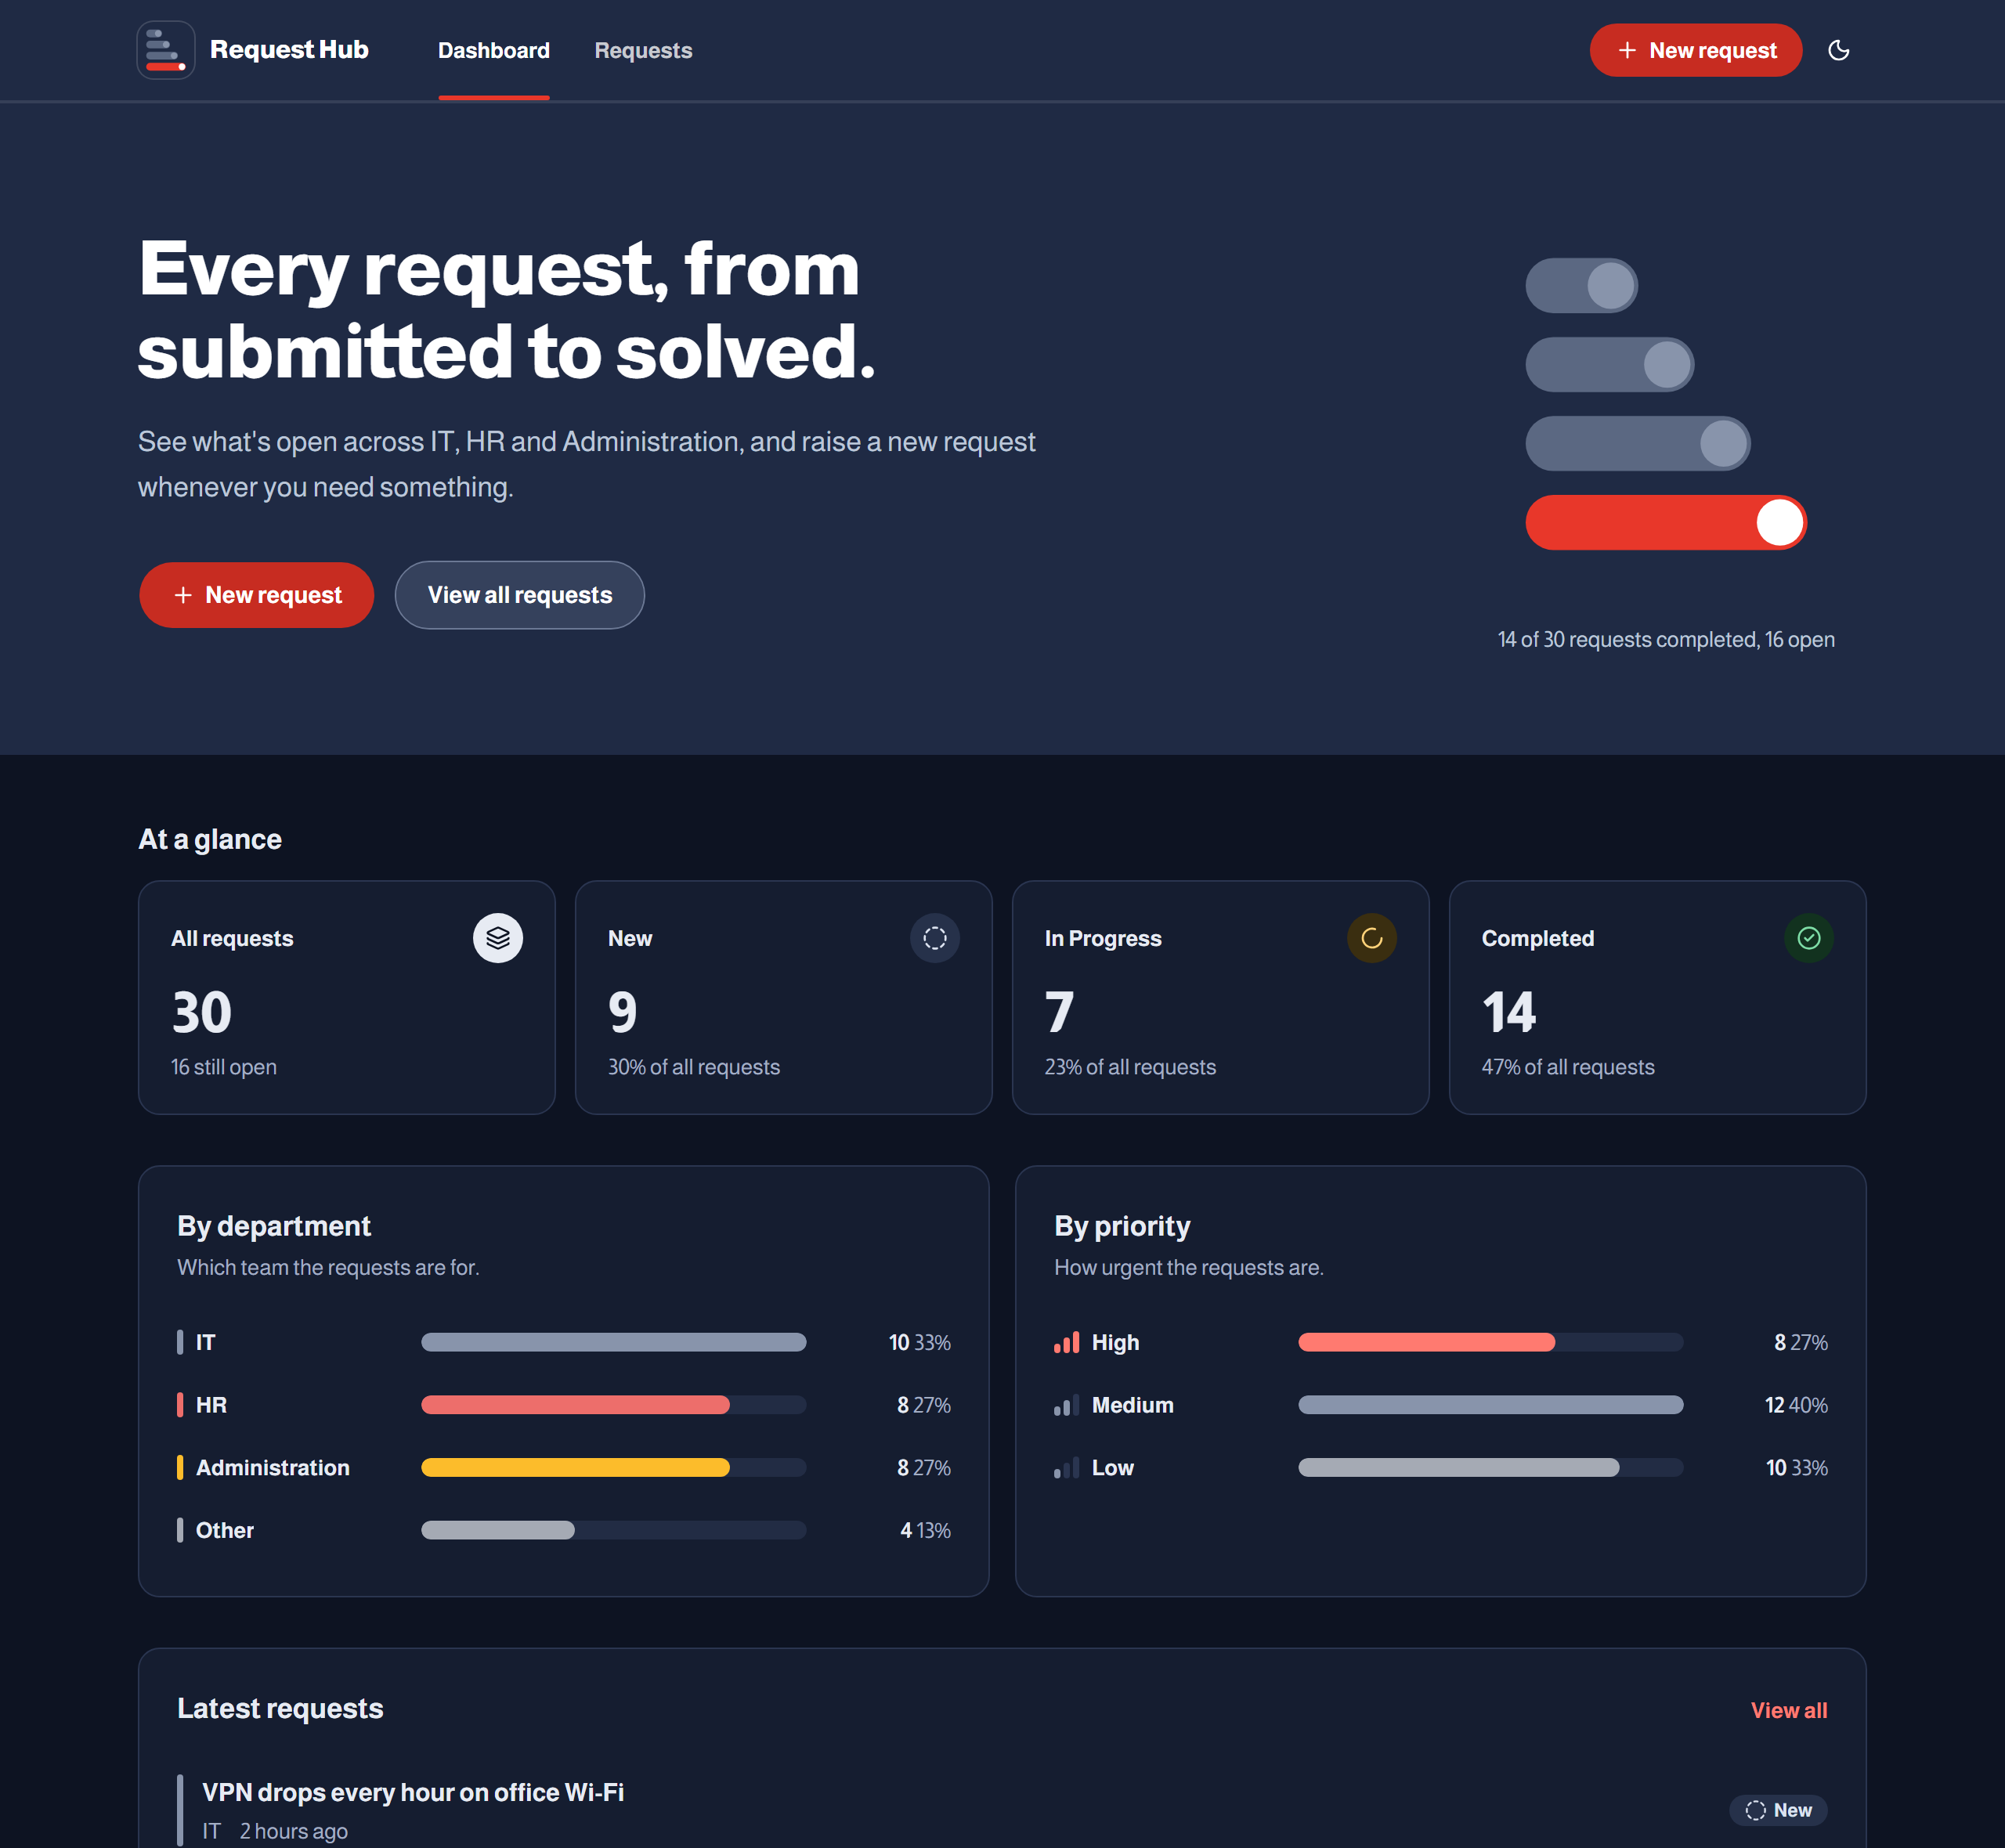 Request Hub
Dashboard
Requests
New request
Every request, from
submitted to solved.
See what's open across IT, HR and Administration, and raise a new request
whenever you need something.
New request
View all requests
14 of 30 requests completed, 16 open
At a glance
All requests
30
16 still open
New
9
30% of all requests
In Progress
7
23% of all requests
Completed
14
47% of all requests
By department
Which team the requests are for.
IT 10 33%
HR 8 27%
Administration 8 27%
Other 4 13%
By priority
How urgent the requests are.
High 8 27%
Medium 12 40%
Low 10 33%
Latest requests
View all
VPN drops every hour on office Wi-Fi
IT 2 hours ago
New